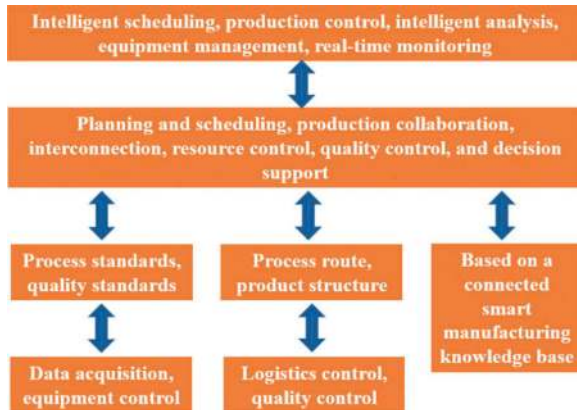 Intelligent scheduling, production control, intelligent analysis,
equipment management, real-time monitoring
Planning and scheduling, production collaboration,
interconnection, resource control, quality control, and decision
support
Process standards,
quality standards
Process route,
product structure
Based on a
connected
smart
manufacturing
knowledge base
Data acquisition,
equipment control
Logistics control,
quality control